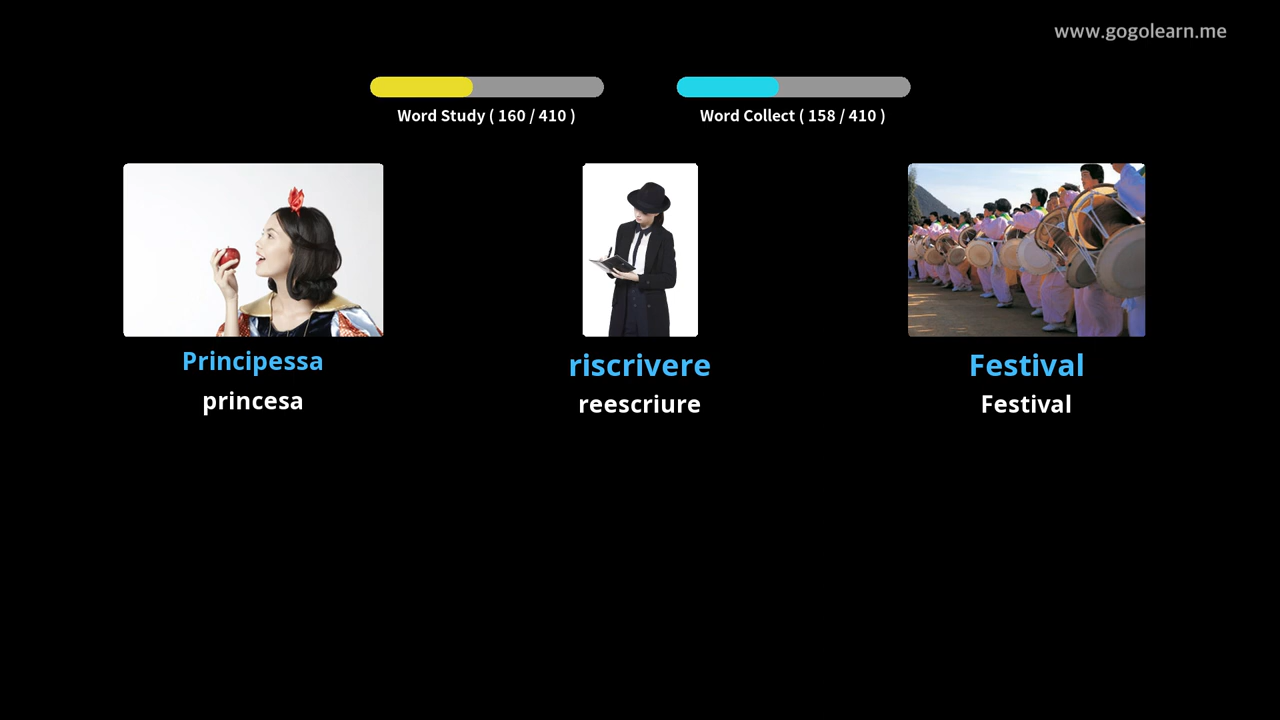 www.gogolearn.me
Word Study ( 160 / 410 )
Word Collect ( 158 / 410 )
Principessa
princesa
riscrivere
reescriure
Festival
Festival